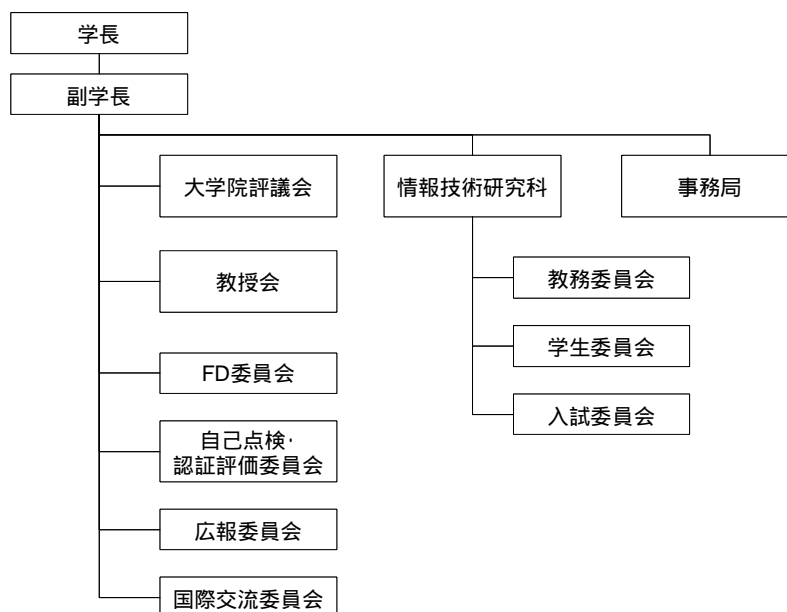 学長
副学長
大学院評議会
情報技術研究科
事務局
教授会
教務委員会
学生委員会
FD委員会
入試委員会
自己点検・
認証評価委員会
広報委員会
国際交流委員会